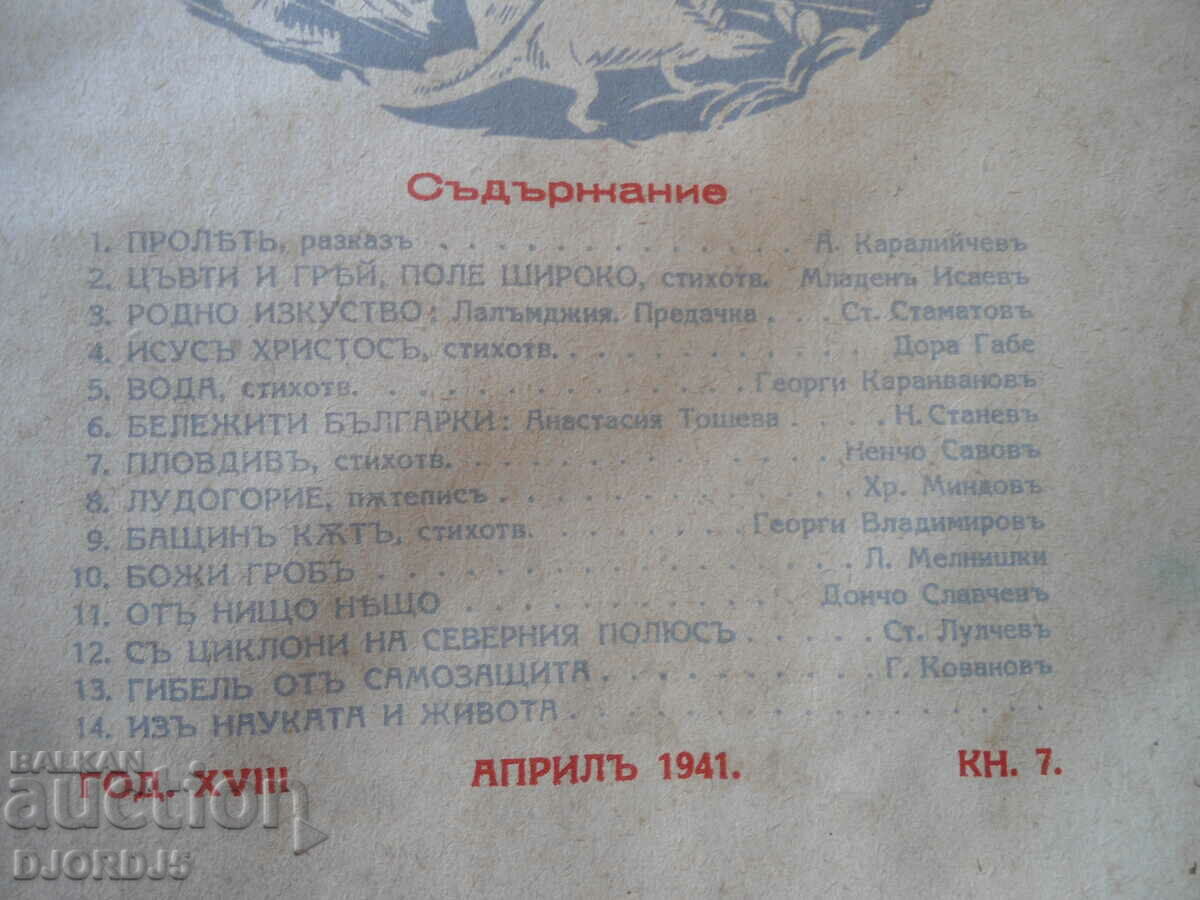 Съдържание
1. ПРОЛѢТЬ, разказъ . . . . . . . . . . . . . . А. Каралийчевъ
2. ЦЪВТИ И ГРѢЙ, ПОЛЕ ШИРОКО, стихотв. Младенъ Исаевъ
3. РОДНО ИЗКУСТВО: Лалъмджия. Предачка . . . Ст. Стаматовъ
4. ИСУСЪ ХРИСТОСЪ, стихотв. . . . . . . . . . . . Дора Габе
5. ВОДА, стихотв. . . . . . . . . . . . . . . Георги Караивановъ
6. БЕЛЕЖИТИ БЪЛГАРКИ: Анастасия Тошева . . . . Н. Станевъ
7. ПЛОВДИВЪ, стихотв. . . . . . . . . . . . . . Ненчо Савовъ
8. ЛУДОГОРИЕ, пѫтеписъ . . . . . . . . . . . . . Хр. Миндовъ
9. БАЩИНЪ КѪТЪ, стихотв. . . . . . . . . Георги Владимировъ
10. БОЖИ ГРОБЪ . . . . . . . . . . . . . . . . Л. Мелнишки
11. ОТЪ НИЩО НѢЩО . . . . . . . . . . . . . Дончо Славчевъ
12. СЪ ЦИКЛОНИ НА СЕВЕРНИЯ ПОЛЮСЪ . . . . . Ст. Лулчевъ
13. ГИБЕЛЬ ОТЪ САМОЗАЩИТА . . . . . . . . . Г. Ковановъ
14. ИЗЪ НАУКАТА И ЖИВОТА . . . . . . . . . . . . . . .
ГОД. XVIII АПРИЛЪ 1941. КН. 7.
BALKAN
auction
DJORDJ5